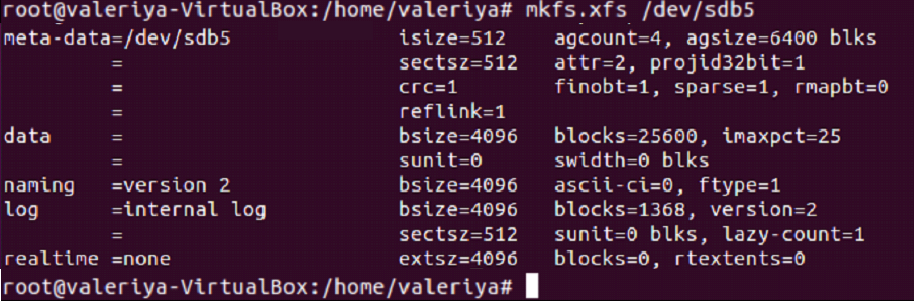 root@valeriya-VirtualBox:/home/valeriya# mkfs.xfs /dev/sdb5
meta-data=/dev/sdb5              isize=512    agcount=4, agsize=6400 blks
         =                       sectsz=512   attr=2, projid32bit=1
         =                       crc=1        finobt=1, sparse=1, rmapbt=0
         =                       reflink=1
data     =                       bsize=4096   blocks=25600, imaxpct=25
         =                       sunit=0      swidth=0 blks
naming   =version 2              bsize=4096   ascii-ci=0, ftype=1
log      =internal log           bsize=4096   blocks=1368, version=2
         =                       sectsz=512   sunit=0 blks, lazy-count=1
realtime =none                   extsz=4096   blocks=0, rtextents=0
root@valeriya-VirtualBox:/home/valeriya#